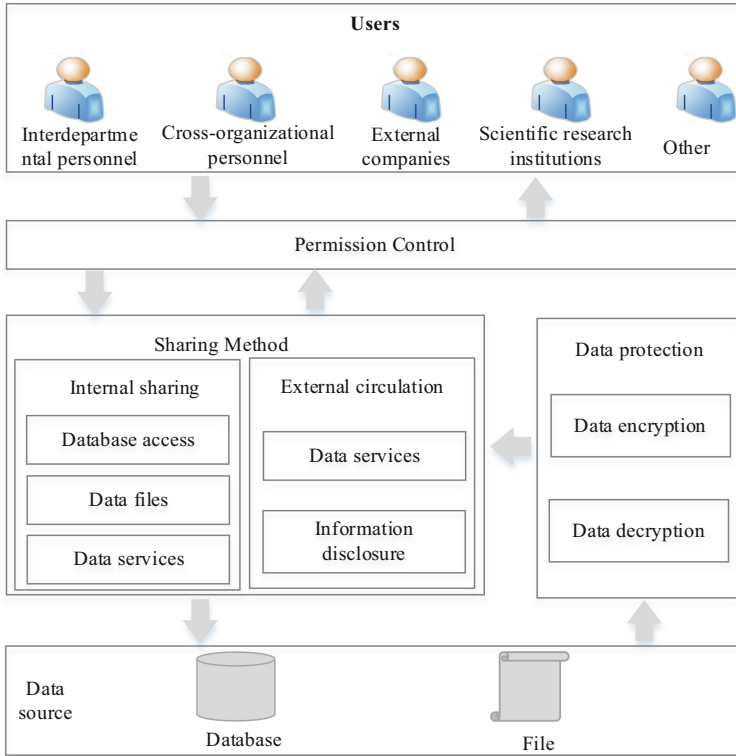 Users
Interdepartme
ntal personnel
Cross-organizational
personnel
External
companies
Scientific research
institutions
Other
Permission Control
Sharing Method
Internal sharing
Database access
Data files
Data services
External circulation
Data services
Information
disclosure
Data protection
Data encryption
Data decryption
Data
source
Database
File